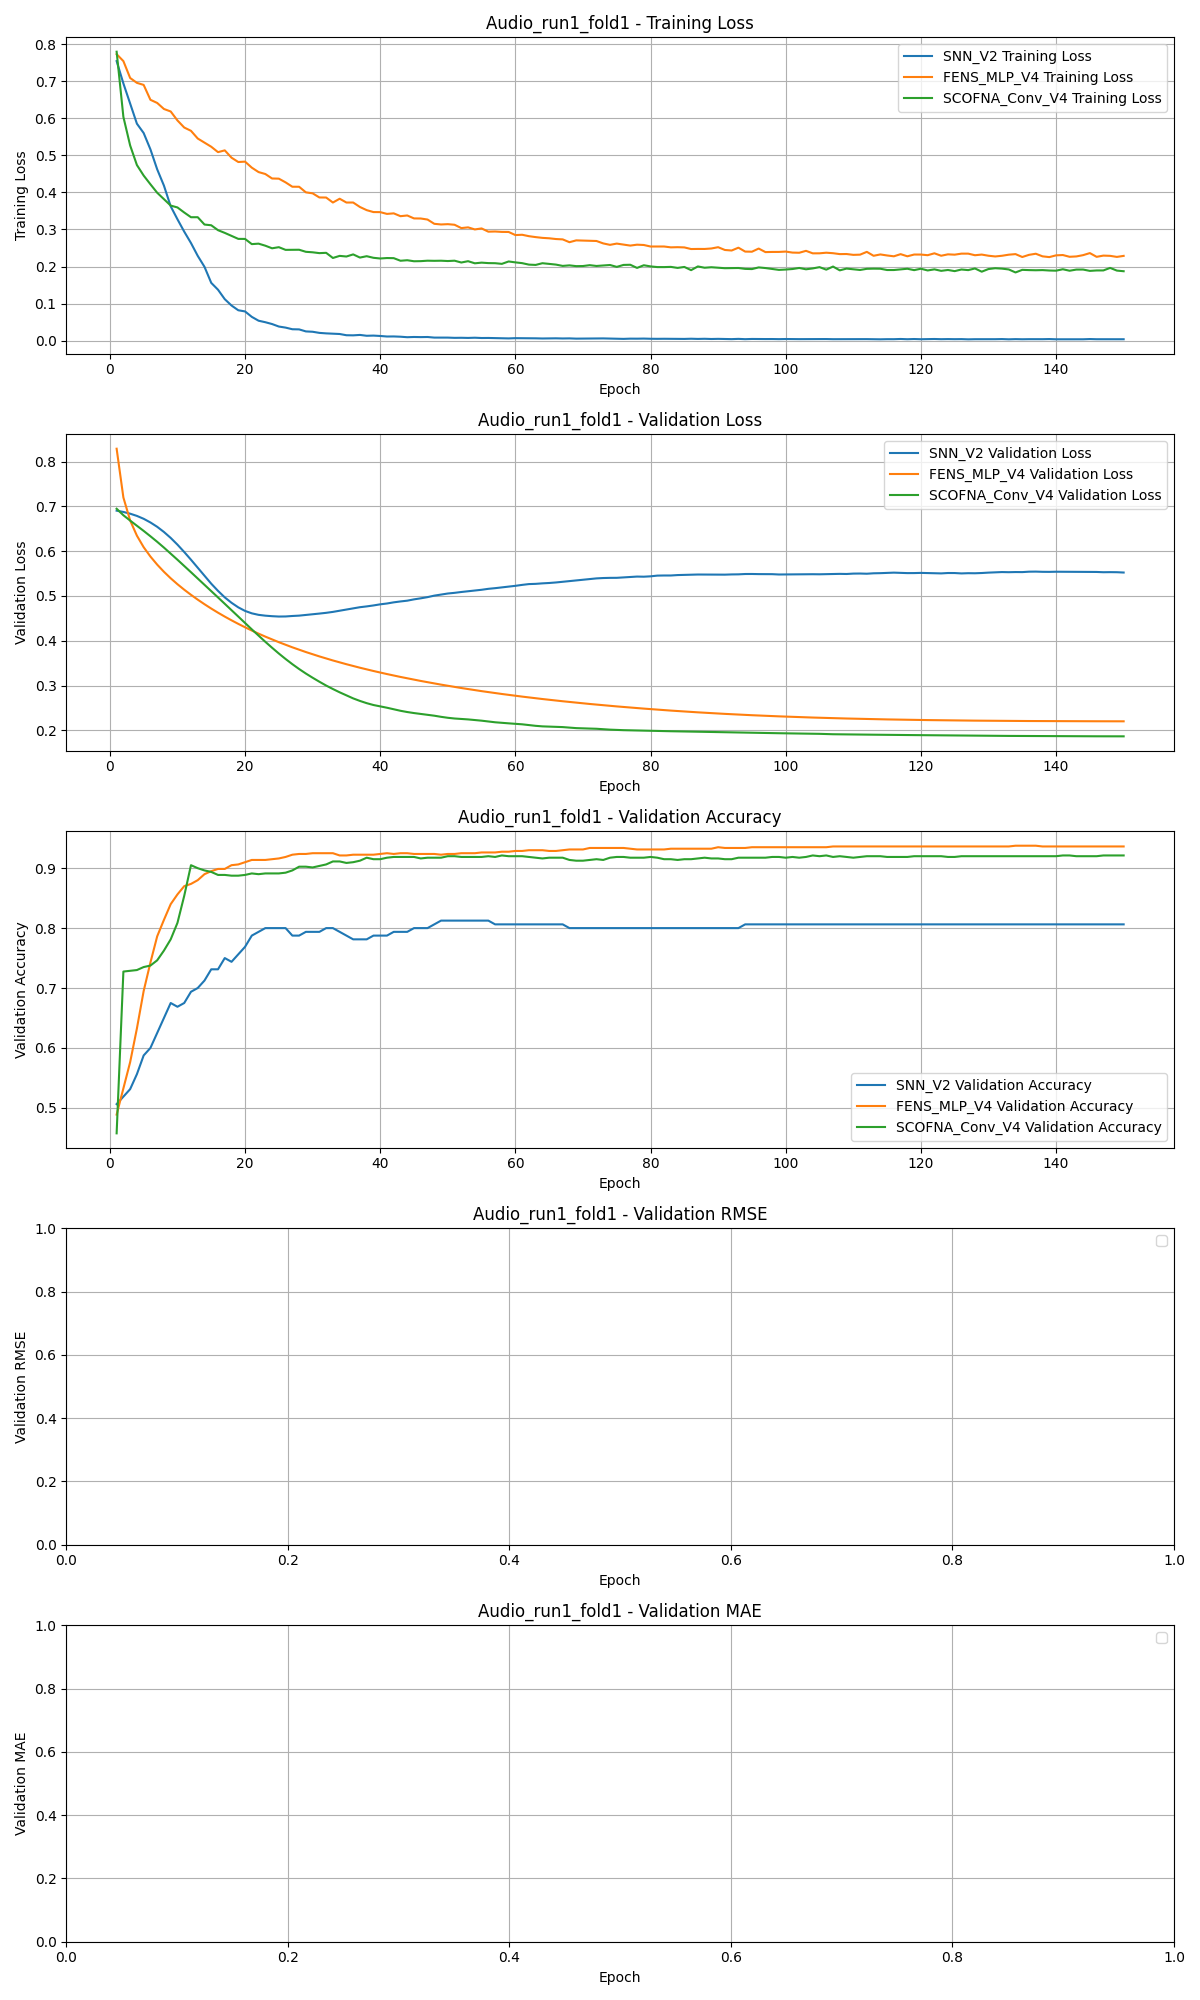 Audio_run1_fold1 - Training Loss
Training Loss
0.8
0.7
0.6
0.5
0.4
0.3
0.2
0.1
0.0
SNN_V2 Training Loss
FENS_MLP_V4 Training Loss
SCOFNA_Conv_V4 Training Loss
0 20 40 60 80 100 120 140
Epoch
Audio_run1_fold1 - Validation Loss
Validation Loss
0.8
0.7
0.6
0.5
0.4
0.3
0.2
SNN_V2 Validation Loss
FENS_MLP_V4 Validation Loss
SCOFNA_Conv_V4 Validation Loss
0 20 40 60 80 100 120 140
Epoch
Audio_run1_fold1 - Validation Accuracy
Validation Accuracy
0.9
0.8
0.7
0.6
0.5
SNN_V2 Validation Accuracy
FENS_MLP_V4 Validation Accuracy
SCOFNA_Conv_V4 Validation Accuracy
0 20 40 60 80 100 120 140
Epoch
Audio_run1_fold1 - Validation RMSE
Validation RMSE
1.0
0.8
0.6
0.4
0.2
0.0
0.0 0.2 0.4 0.6 0.8 1.0
Epoch
Audio_run1_fold1 - Validation MAE
Validation MAE
1.0
0.8
0.6
0.4
0.2
0.0
0.0 0.2 0.4 0.6 0.8 1.0
Epoch